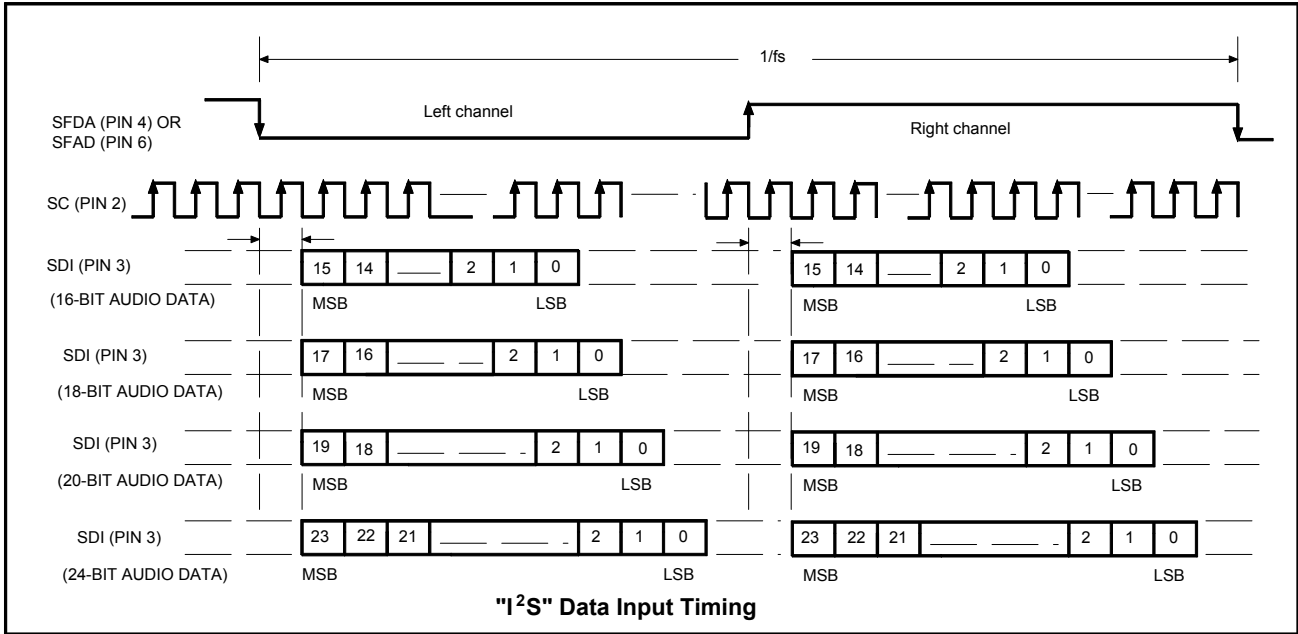 1/fs
SFDA (PIN 4) OR
SFAD (PIN 6)
Left channel
Right channel
SC (PIN 2)
SDI (PIN 3)
(16-BIT AUDIO DATA)
15 14 2 1 0
MSB LSB
15 14 2 1 0
MSB LSB
SDI (PIN 3)
(18-BIT AUDIO DATA)
17 16 2 1 0
MSB LSB
17 16 2 1 0
MSB LSB
SDI (PIN 3)
(20-BIT AUDIO DATA)
19 18 2 1 0
MSB LSB
19 18 2 1 0
MSB LSB
SDI (PIN 3)
(24-BIT AUDIO DATA)
23 22 21 2 1 0
MSB LSB
23 22 21 2 1 0
MSB LSB
"I²S" Data Input Timing